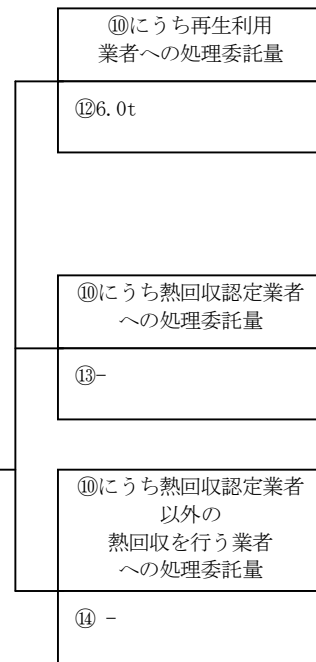 ⑩にうち再生利用
業者への処理委託量
⑫6.0t
⑩にうち熱回収認定業者
への処理委託量
⑬-
⑩にうち熱回収認定業者
以外の
熱回収を行う業者
への処理委託量
⑭ -